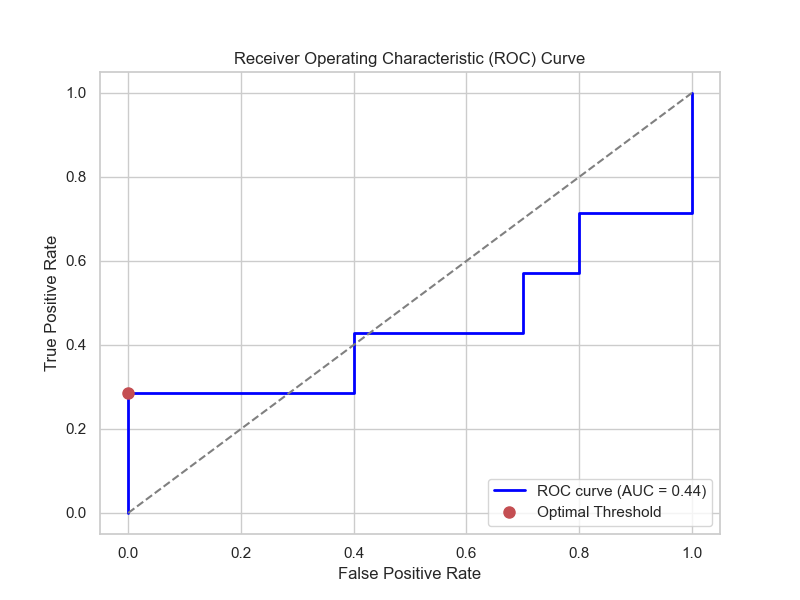 Receiver Operating Characteristic (ROC) Curve
True Positive Rate
1.0
0.8
0.6
0.4
0.2
0.0
ROC curve (AUC = 0.44)
Optimal Threshold
0.0 0.2 0.4 0.6 0.8 1.0
False Positive Rate